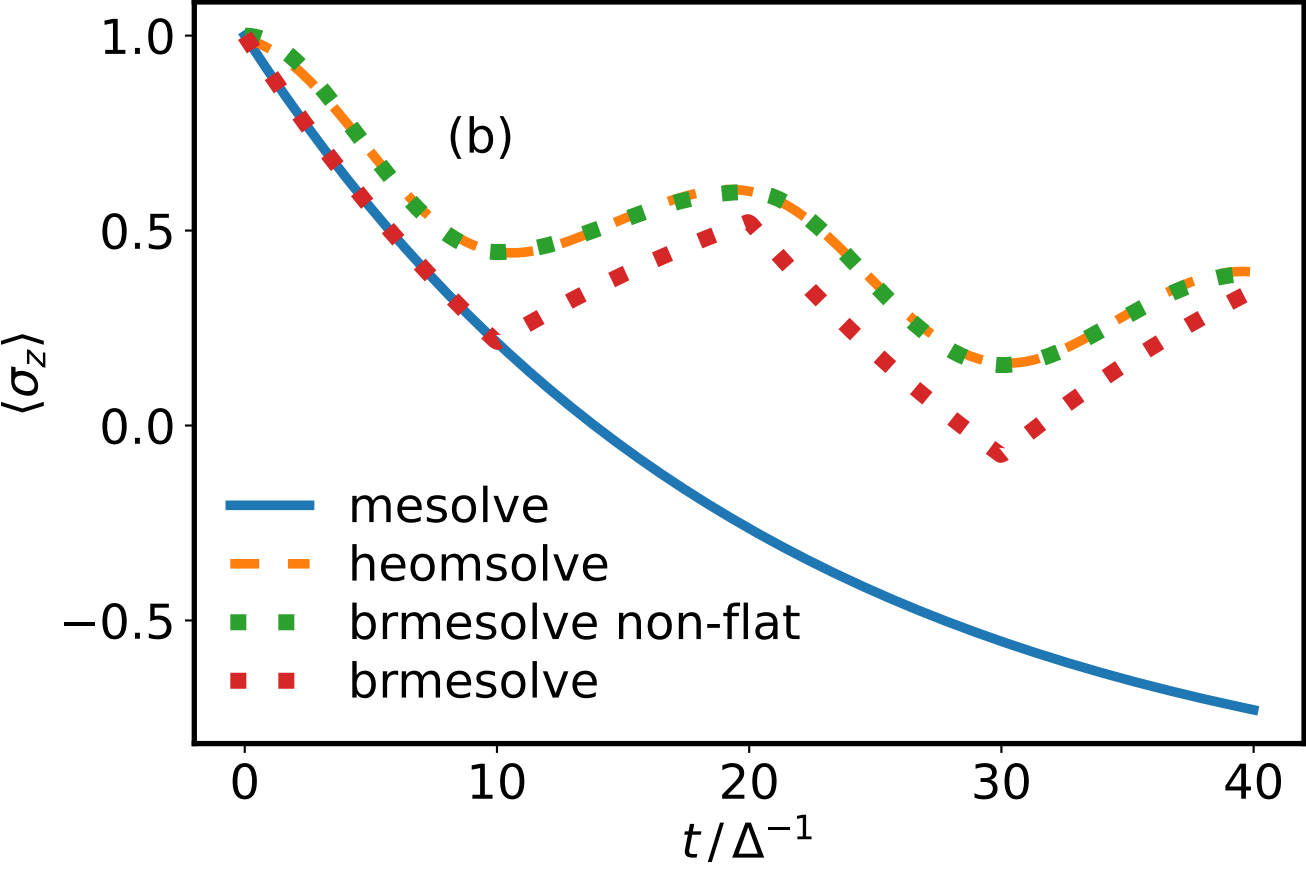 1.0
0.5
0.0
−0.5
⟨σz⟩
(b)
mesolve
heomsolve
brmesolve non-flat
brmesolve
0 10 20 30 40
t / Δ⁻¹